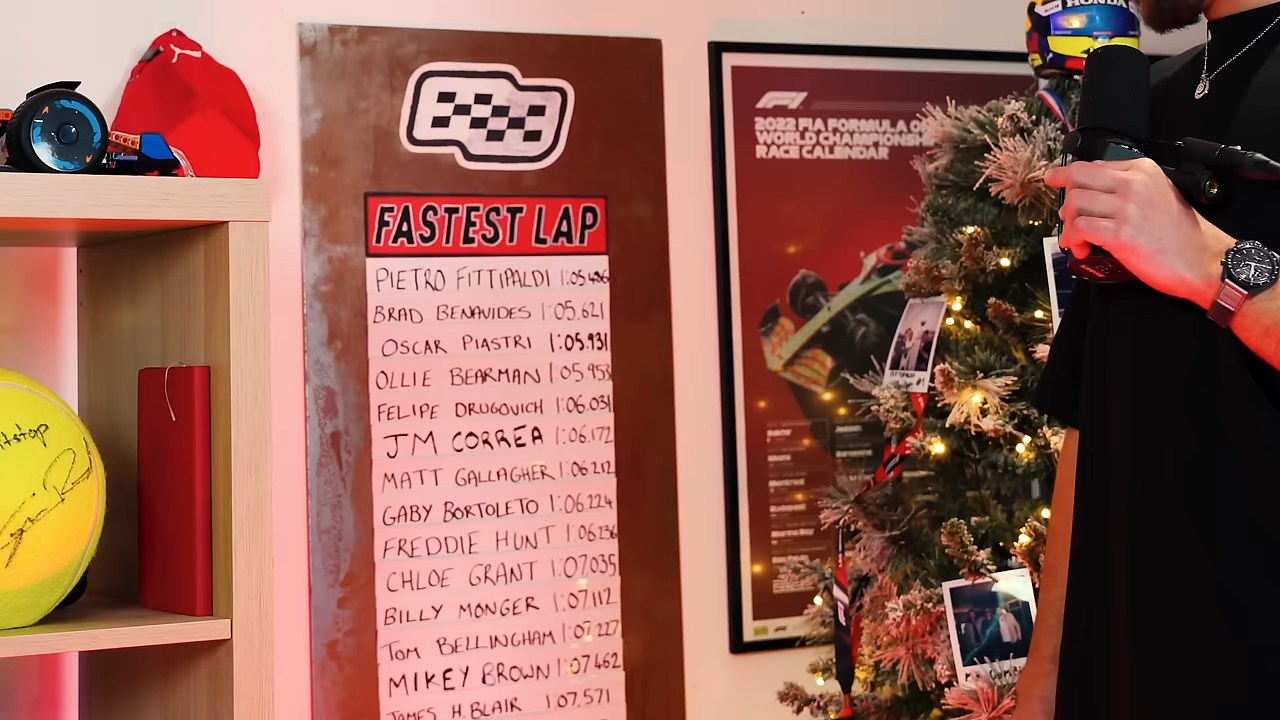 HONDA
F1
2022 FIA FORMULA O
WORLD CHAMPIONSHIP
RACE CALENDAR
FASTEST LAP
PIETRO FITTIPALDI 1:05.486
BRAD BENAVIDES 1:05.621
OSCAR PIASTRI 1:05.931
OLLIE BEARMAN 1:05.953
FELIPE DRUGOVICH 1:06.031
JM CORREA 1:06.172
MATT GALLAGHER 1:06.212
GABY BORTOLETO 1:06.224
FREDDIE HUNT 1:06.236
CHLOE GRANT 1:07.035
BILLY MONGER 1:07.112
TOM BELLINGHAM 1:07.227
MIKEY BROWN 1:07.462
JAMES H. BLAIR 1:07.571